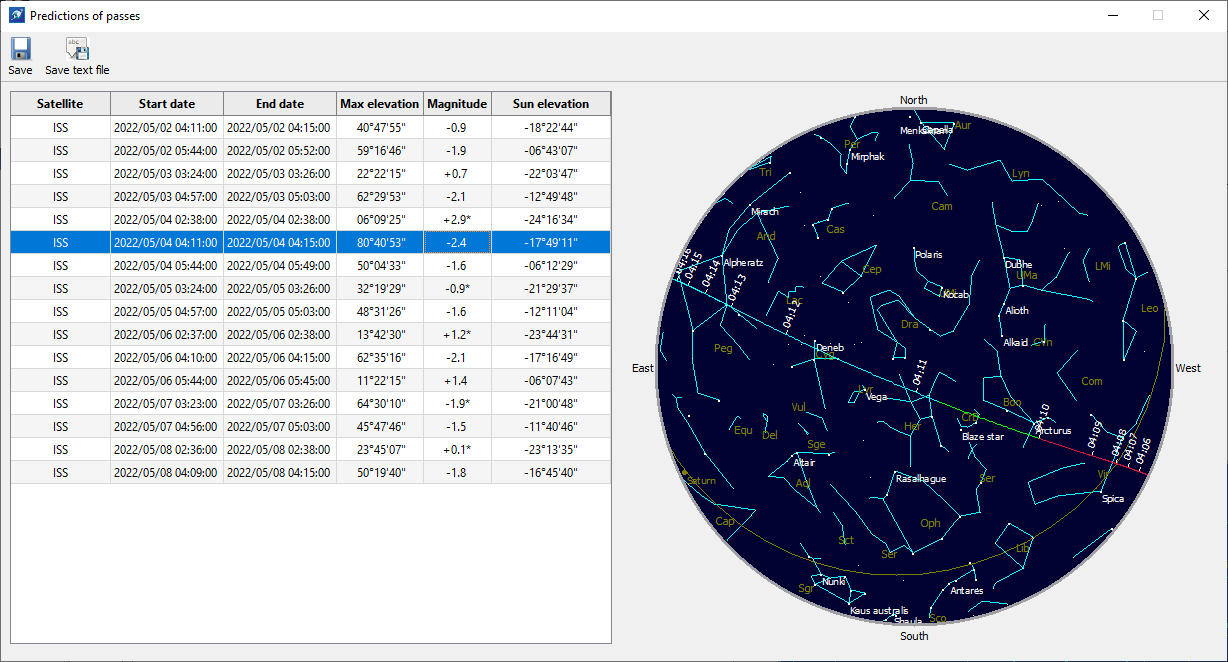 Predictions of passes
abc
Save Save text file
Satellite Start date End date Max elevation Magnitude Sun elevation
ISS 2022/05/02 04:11:00 2022/05/02 04:15:00 40°47'55" -0.9 -18°22'44"
ISS 2022/05/02 05:44:00 2022/05/02 05:52:00 59°16'46" -1.9 -06°43'07"
ISS 2022/05/03 03:24:00 2022/05/03 03:26:00 22°22'15" +0.7 -22°03'47"
ISS 2022/05/03 04:57:00 2022/05/03 05:03:00 62°29'53" -2.1 -12°49'48"
ISS 2022/05/04 02:38:00 2022/05/04 02:38:00 06°09'25" +2.9* -24°16'34"
ISS 2022/05/04 04:11:00 2022/05/04 04:15:00 80°40'53" -2.4 -17°49'11"
ISS 2022/05/04 05:44:00 2022/05/04 05:49:00 50°04'33" -1.6 -06°12'29"
ISS 2022/05/05 03:24:00 2022/05/05 03:26:00 32°19'29" -0.9* -21°29'37"
ISS 2022/05/05 04:57:00 2022/05/05 05:03:00 48°31'26" -1.6 -12°11'04"
ISS 2022/05/06 02:37:00 2022/05/06 02:38:00 13°42'30" +1.2* -23°44'31"
ISS 2022/05/06 04:10:00 2022/05/06 04:15:00 62°35'16" -2.1 -17°16'49"
ISS 2022/05/06 05:44:00 2022/05/06 05:45:00 11°22'15" +1.4 -06°07'43"
ISS 2022/05/07 03:23:00 2022/05/07 03:26:00 64°30'10" -1.9* -21°00'48"
ISS 2022/05/07 04:56:00 2022/05/07 05:03:00 45°47'46" -1.5 -11°40'46"
ISS 2022/05/08 02:36:00 2022/05/08 02:38:00 23°45'07" +0.1* -23°13'35"
ISS 2022/05/08 04:09:00 2022/05/08 04:15:00 50°19'40" -1.8 -16°45'40"
North
Capella Aur
Per
Mirphak
Tri Lyn
Mirach Cam
And Cas
Alpheratz Cep Polaris Dubhe LMi
UMa
04:16 04:15 04:14 04:13 04:12
Lac Kocab
Alioth Leo
Dra
Peg Deneb Alkaid CVn
Cyg
East West
04:11
Lyr Com
Vega Boo
Vul CrB 04:10
Equ Del Her Arcturus
Blaze star 04:09 04:08 04:07 04:06
Sge
Altair Vir
Saturn Aql Rasalhague Ser
Spica
Cap Oph
Sct
Ser Lib
Sgr Nunki Antares
Kaus australis
Shaula Sco
South